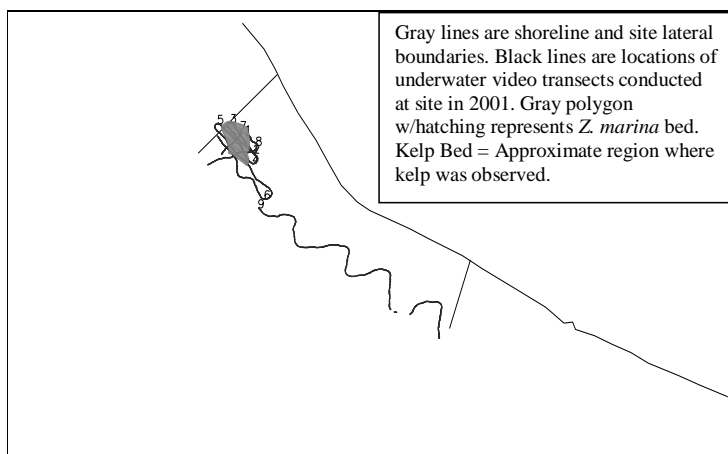 Gray lines are shoreline and site lateral
boundaries. Black lines are locations of
underwater video transects conducted
at site in 2001. Gray polygon
w/hatching represents Z. marina bed.
Kelp Bed = Approximate region where
kelp was observed.
5
7
8
6
9